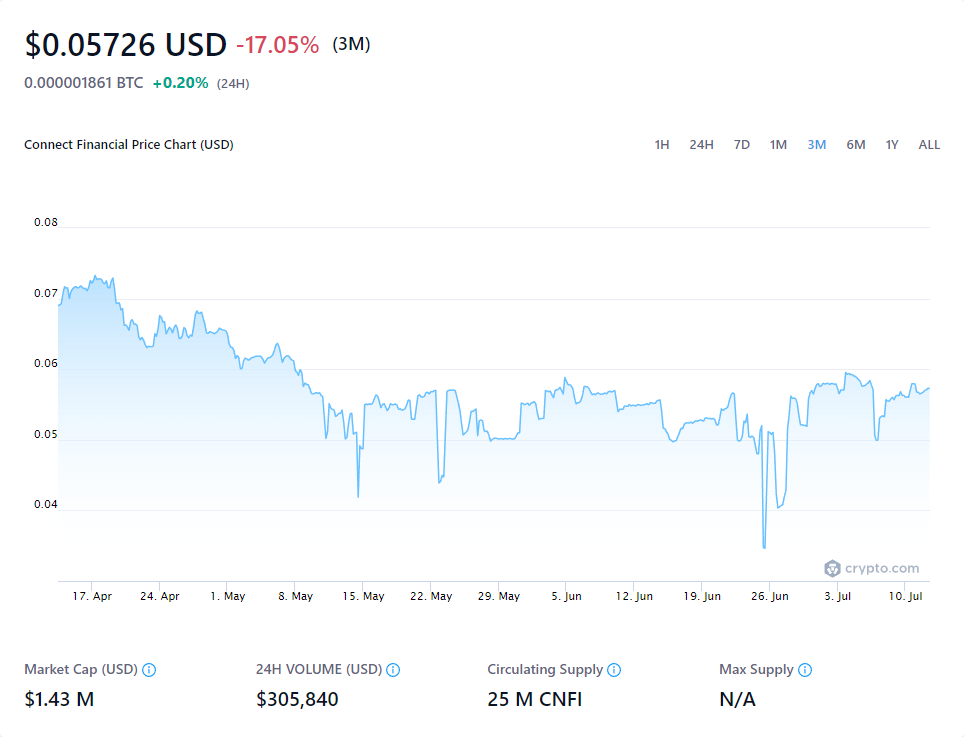 $0.05726 USD -17.05% (3M)
0.000001861 BTC +0.20% (24H)
Connect Financial Price Chart (USD)
1H 24H 7D 1M 3M 6M 1Y ALL
0.08
0.07
0.06
0.05
0.04
crypto.com
17. Apr 24. Apr 1. May 8. May 15. May 22. May 29. May 5. Jun 12. Jun 19. Jun 26. Jun 3. Jul 10. Jul
Market Cap (USD) 24H VOLUME (USD) Circulating Supply Max Supply
$1.43 M $305,840 25 M CNFI N/A